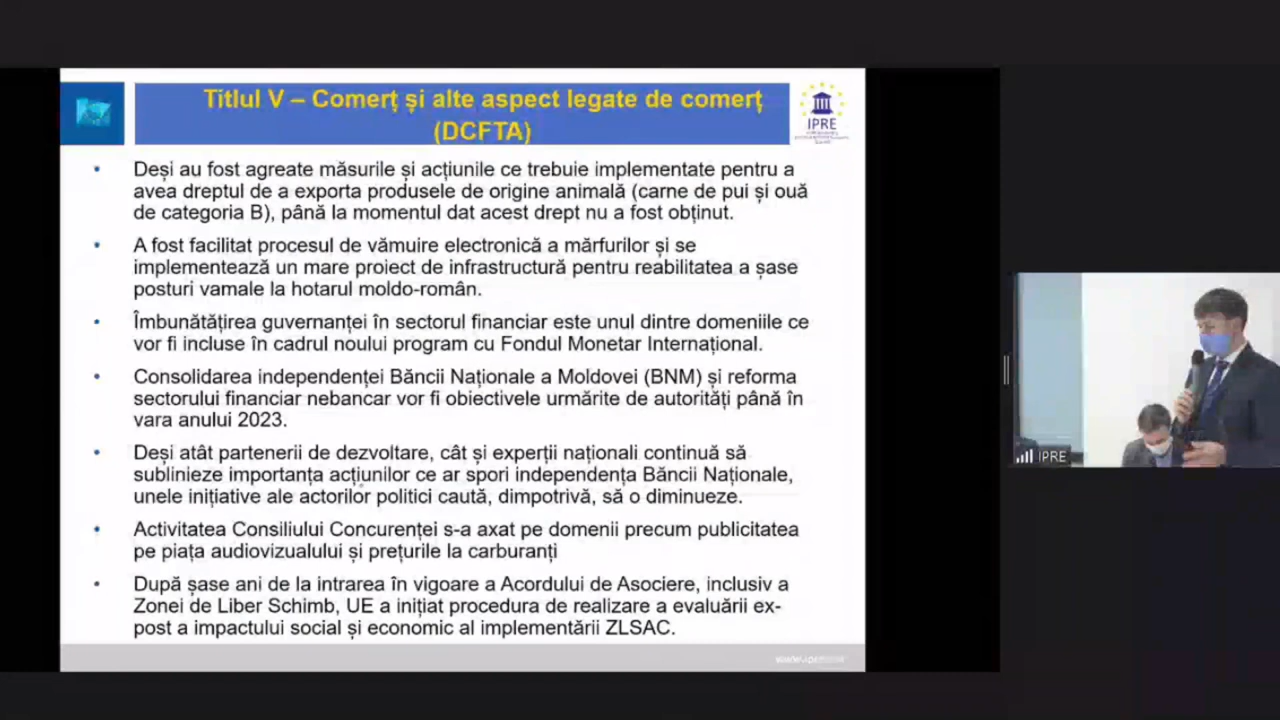 Titlul V – Comerț și alte aspect legate de comerț
(DCFTA)
IPRE
Deși au fost agreate măsurile și acțiunile ce trebuie implementate pentru a
avea dreptul de a exporta produsele de origine animală (carne de pui și ouă
de categoria B), până la momentul dat acest drept nu a fost obținut.
A fost facilitat procesul de vămuire electronică a mărfurilor și se
implementează un mare proiect de infrastructură pentru reabilitatea a șase
posturi vamale la hotarul moldo-român.
Îmbunătățirea guvernanței în sectorul financiar este unul dintre domeniile ce
vor fi incluse în cadrul noului program cu Fondul Monetar Internațional.
Consolidarea independenței Băncii Naționale a Moldovei (BNM) și reforma
sectorului financiar nebancar vor fi obiectivele urmărite de autorități până în
vara anului 2023.
Deși atât partenerii de dezvoltare, cât și experții naționali continuă să
sublinieze importanța acțiunilor ce ar spori independența Băncii Naționale,
unele inițiative ale actorilor politici caută, dimpotrivă, să o diminueze.
Activitatea Consiliului Concurenței s-a axat pe domenii precum publicitatea
pe piața audiovizualului și prețurile la carburanți
După șase ani de la intrarea în vigoare a Acordului de Asociere, inclusiv a
Zonei de Liber Schimb, UE a inițiat procedura de realizare a evaluării ex-
post a impactului social și economic al implementării ZLSAC.
IPRE